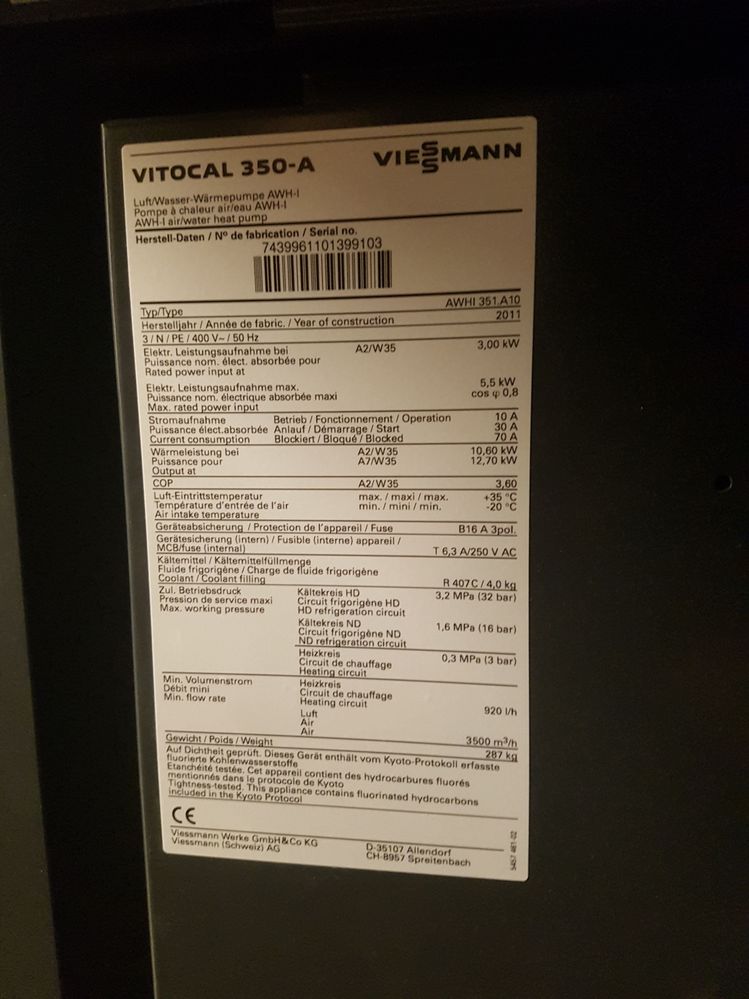 VITOCAL 350-A
VIESSMANN
Luft/Wasser-Wärmepumpe AWH-I
Pompe à chaleur air/eau AWH-I
AWH-I air/water heat pump
Herstell-Daten / Nº de fabrication / Serial no.
7439961101399103
Typ/Type AWHI 351.A10
Herstelljahr / Année de fabric. / Year of construction 2011
3 / N / PE / 400 V~ / 50 Hz
Elektr. Leistungsaufnahme bei A2/W35 3,00 kW
Puissance nom. élect. absorbée pour
Rated power input at
Elektr. Leistungsaufnahme max. 5,5 kW
Puissance nom. électrique absorbée maxi cos φ 0,8
Max. rated power input
Stromaufnahme Betrieb / Fonctionnement / Operation 10 A
Puissance élect.absorbée Anlauf / Démarrage / Start 30 A
Current consumption Blockiert / Bloqué / Blocked 70 A
Wärmeleistung bei A2/W35 10,60 kW
Puissance pour A7/W35 12,70 kW
Output at
COP A2/W35 3,60
Luft-Eintrittstemperatur max. / maxi / max. +35 °C
Température d'entrée de l'air min. / mini / min. -20 °C
Air intake temperature
Geräteabsicherung / Protection de l'appareil / Fuse B16 A 3pol.
Gerätesicherung (intern) / Fusible (interne) appareil /
MCB/fuse (internal) T 6,3 A/250 V AC
Kältemittel / Kältemittelfüllmenge
Fluide frigorigène / Charge de fluide frigorigène
Coolant / Coolant filling R 407C / 4,0 kg
Zul. Betriebsdruck Kältekreis HD 3,2 MPa (32 bar)
Pression de service maxi Circuit frigorigène HD
Max. working pressure HD refrigeration circuit
Kältekreis ND
Circuit frigorigène ND 1,6 MPa (16 bar)
ND refrigeration circuit
Heizkreis
Circuit de chauffage 0,3 MPa (3 bar)
Heating circuit
Min. Volumenstrom Heizkreis
Débit mini Circuit de chauffage
Min. flow rate Heating circuit 920 l/h
Luft
Air
Air 3500 m³/h
Gewicht / Poids / Weight 287 kg
Auf Dichtheit geprüft. Dieses Gerät enthält vom Kyoto-Protokoll erfasste
fluorierte Kohlenwasserstoffe
Etanchéité testée. Cet appareil contient des hydrocarbures fluorés
mentionnés dans le protocole de Kyoto
Tightness-tested. This appliance contains fluorinated hydrocarbons
included in the Kyoto Protocol
CE
Viessmann Werke GmbH&Co KG D-35107 Allendorf
Viessmann (Schweiz) AG CH-8957 Spreitenbach
5457 461-02